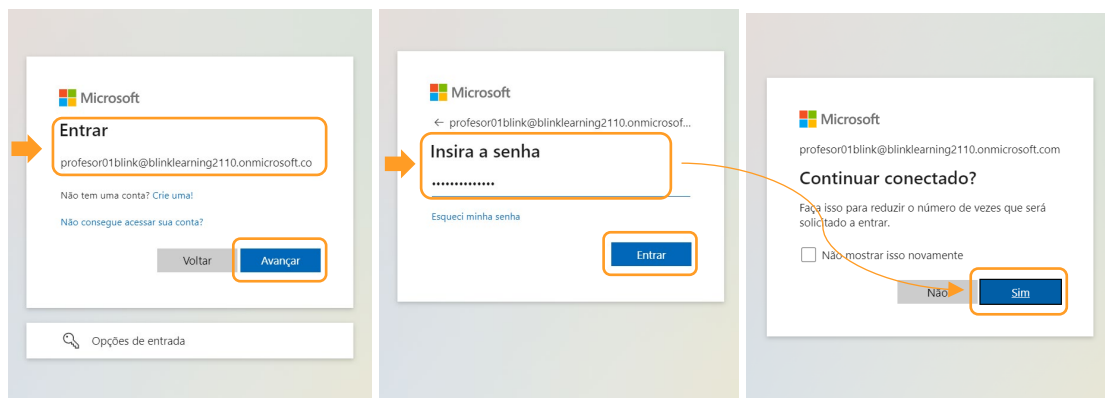 Microsoft
Entrar
profesor01blink@blinklearning2110.onmicrosoft.co
Não tem uma conta? Crie uma!
Não consegue acessar sua conta?
Voltar
Avançar
Opções de entrada
Microsoft
← profesor01blink@blinklearning2110.onmicrosof...
Insira a senha
••••••••••••••
Esqueci minha senha
Entrar
Microsoft
profesor01blink@blinklearning2110.onmicrosoft.com
Continuar conectado?
Faça isso para reduzir o número de vezes que será
solicitado a entrar.
Não mostrar isso novamente
Não
Sim